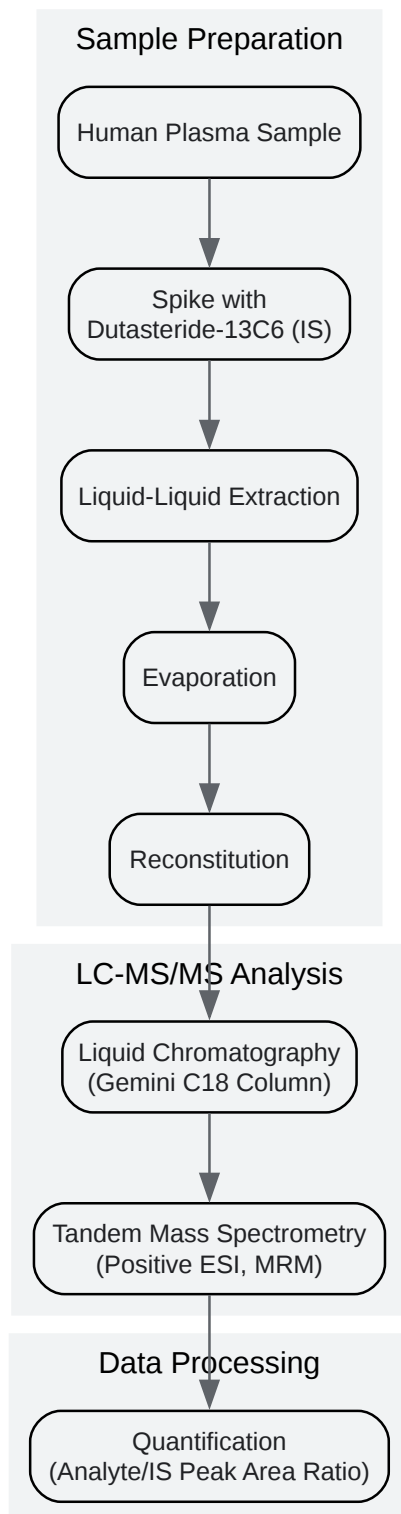 Sample Preparation
Human Plasma Sample
Spike with
Dutasteride-13C6 (IS)
Liquid-Liquid Extraction
Evaporation
Reconstitution
LC-MS/MS Analysis
Liquid Chromatography
(Gemini C18 Column)
Tandem Mass Spectrometry
(Positive ESI, MRM)
Data Processing
Quantification
(Analyte/IS Peak Area Ratio)